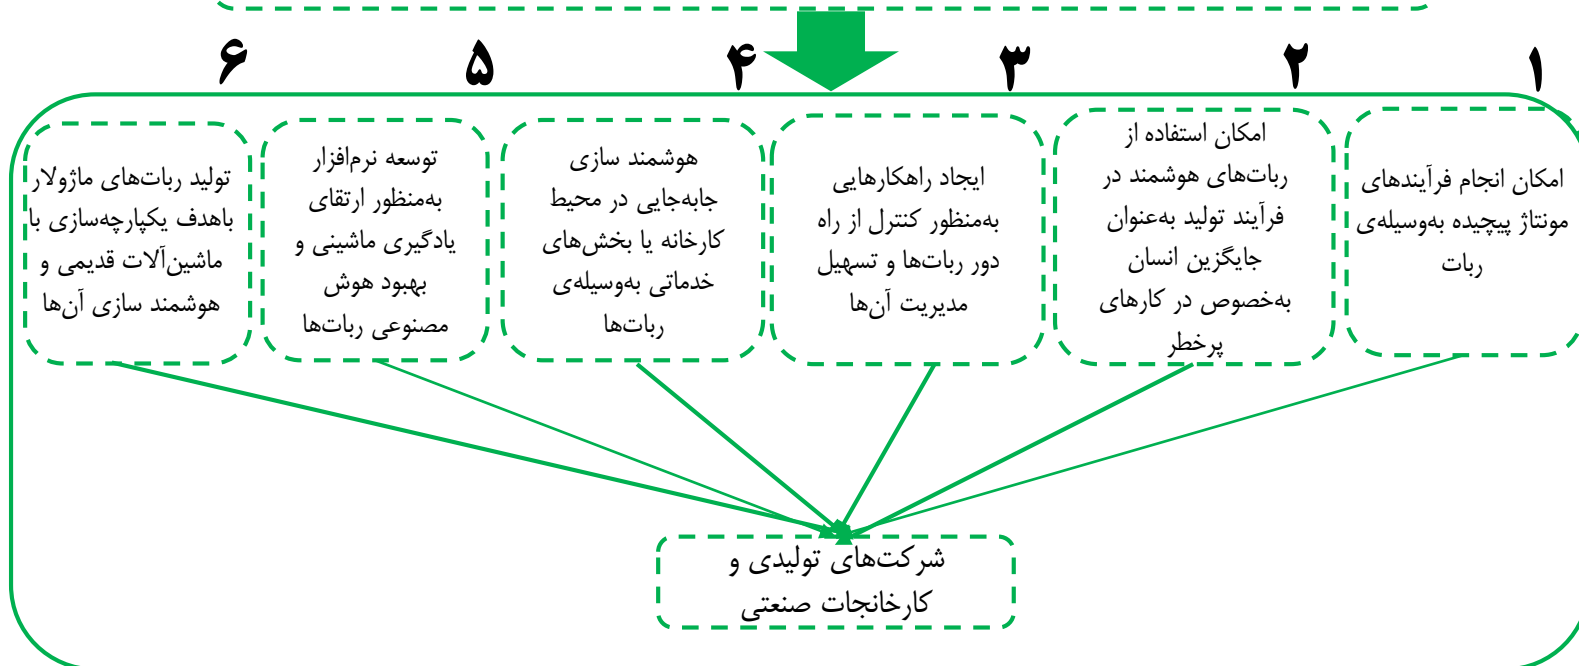 ۱
امکان انجام فرآیندهای
مونتاژ پیچیده به‌وسیله‌ی
ربات
۲
امکان استفاده از
ربات‌های هوشمند در
فرآیند تولید به‌عنوان
جایگزین انسان
به‌خصوص در کارهای
پرخطر
۳
ایجاد راهکارهایی
به‌منظور کنترل از راه
دور ربات‌ها و تسهیل
مدیریت آن‌ها
۴
هوشمند سازی
جابه‌جایی در محیط
کارخانه یا بخش‌های
خدماتی به‌وسیله‌ی
ربات‌ها
۵
توسعه نرم‌افزار
به‌منظور ارتقای
یادگیری ماشینی و
بهبود هوش
مصنوعی ربات‌ها
۶
تولید ربات‌های ماژولار
باهدف یکپارچه‌سازی با
ماشین‌آلات قدیمی و
هوشمند سازی آن‌ها
شرکت‌های تولیدی و
کارخانجات صنعتی